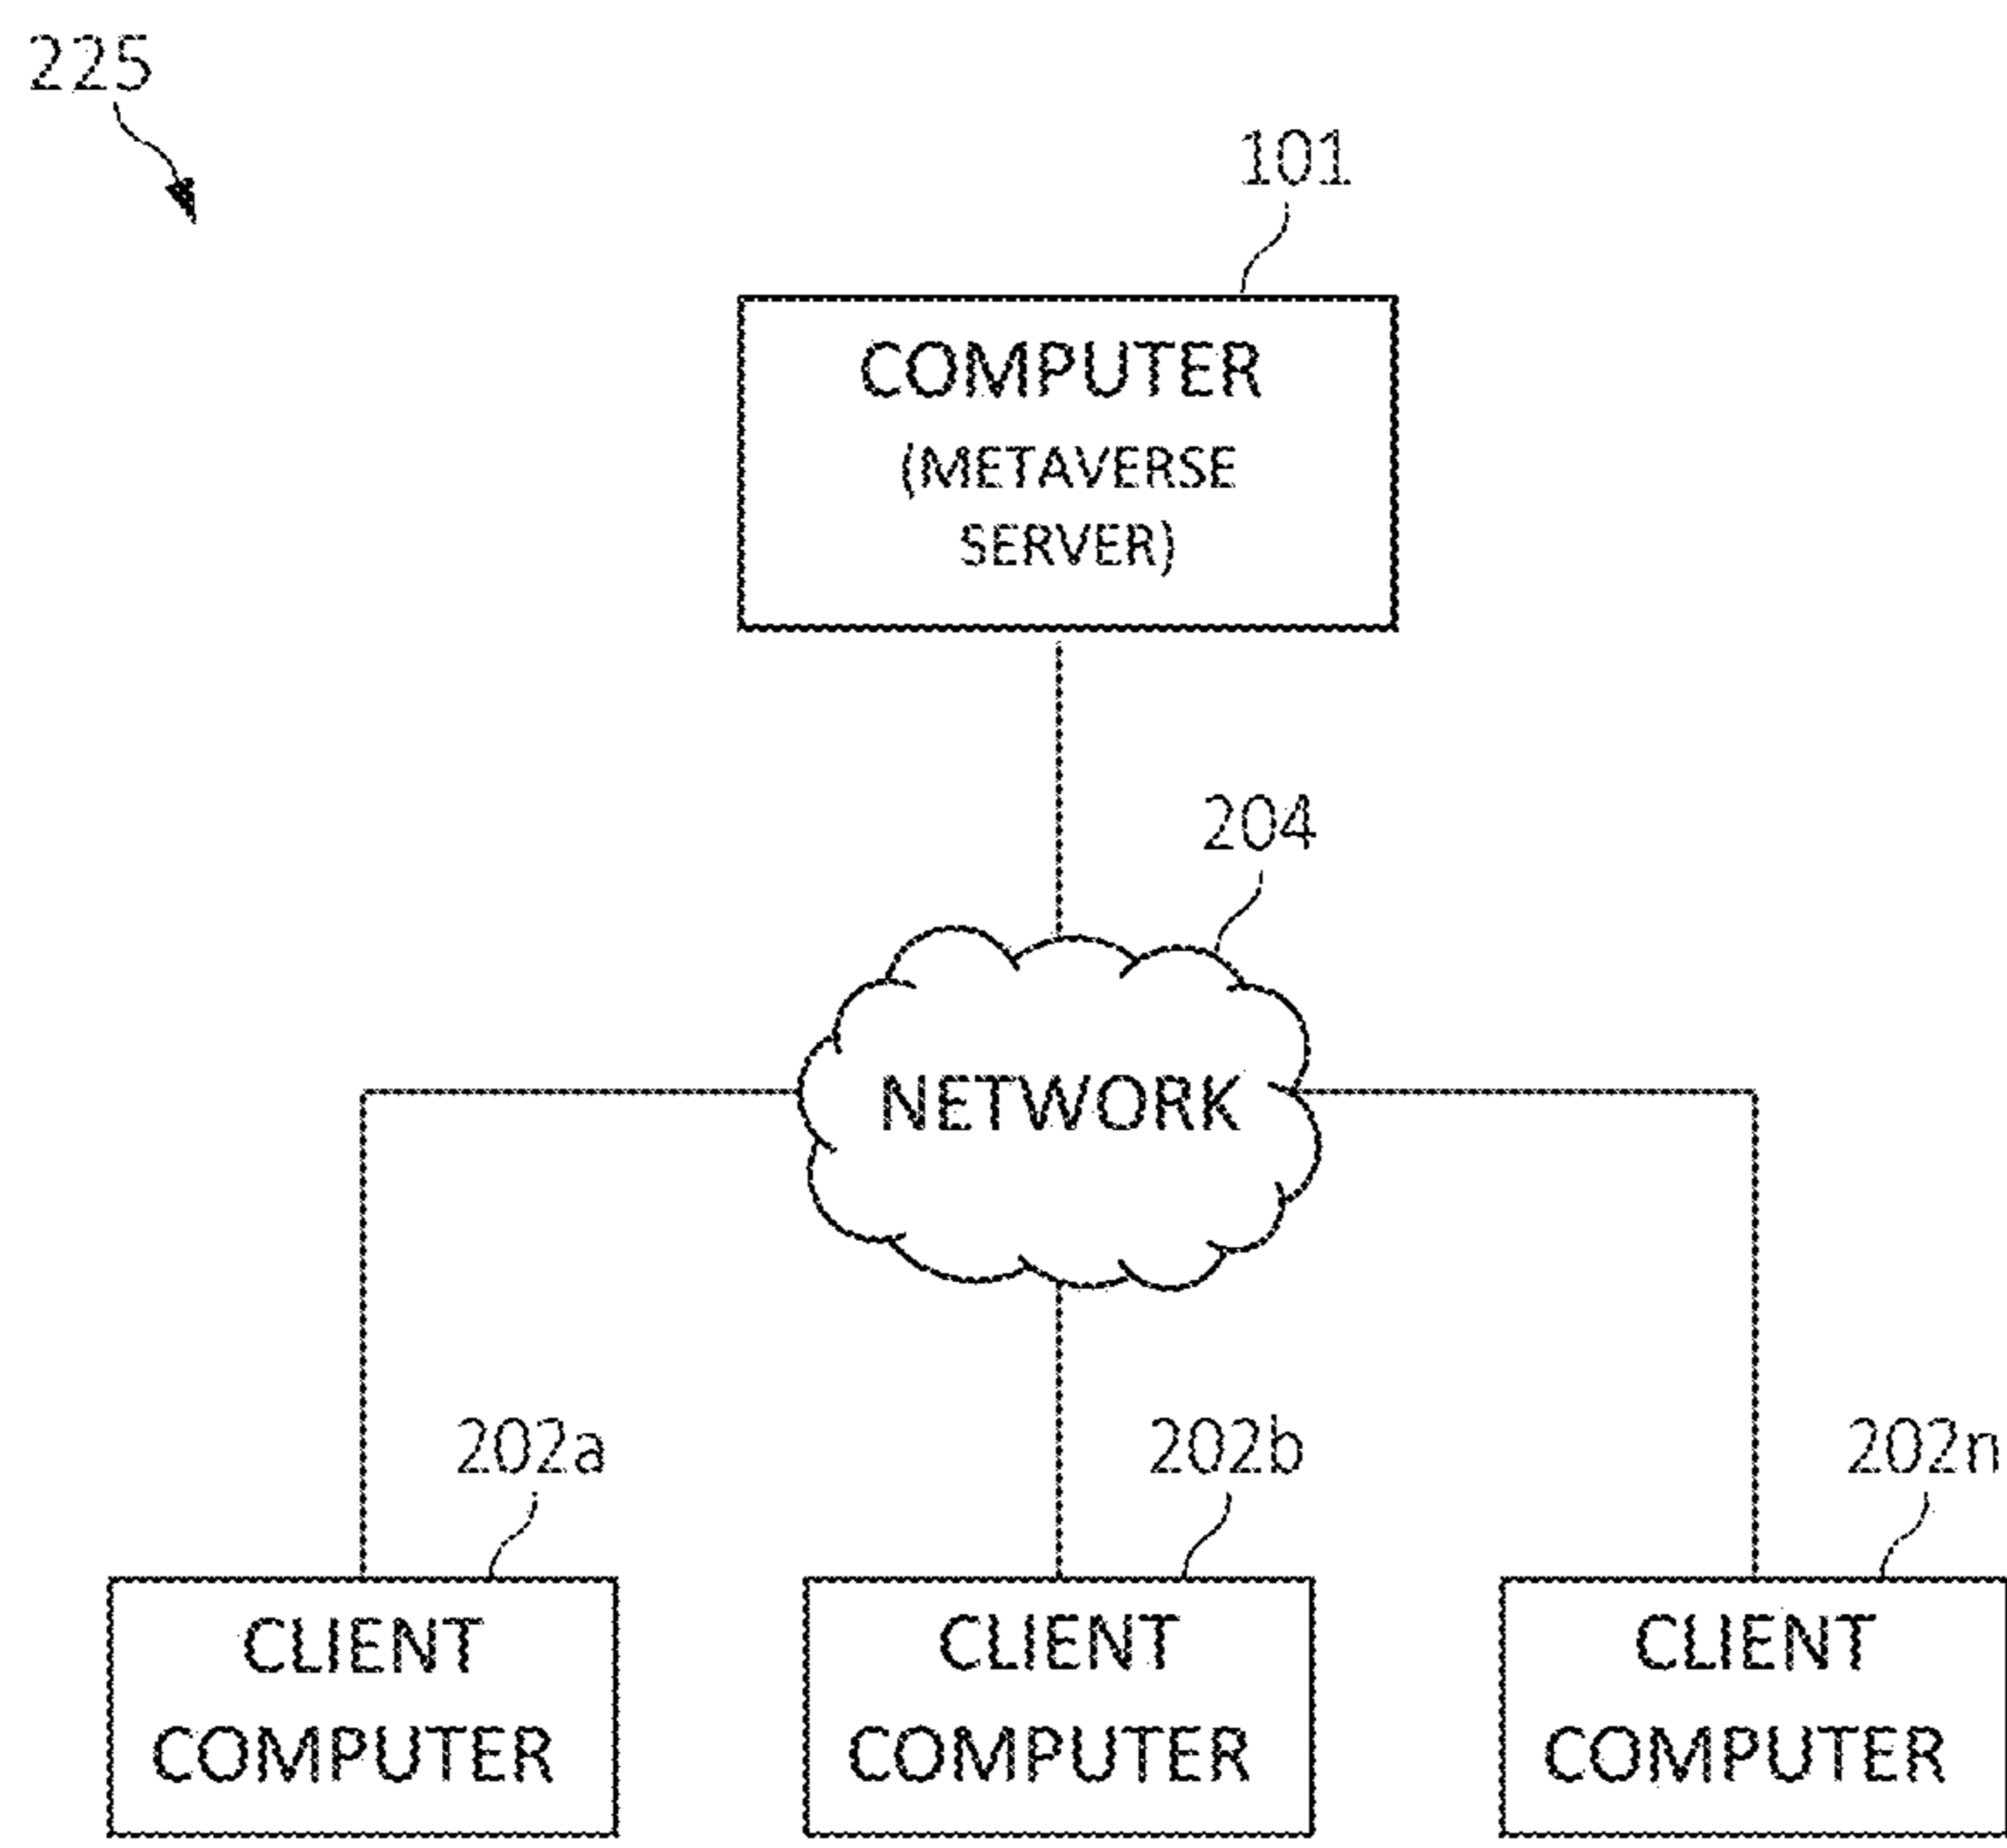 225
101
COMPUTER
(METAVERSE
SERVER)
204
NETWORK
202a
202b
202n
CLIENT
COMPUTER
CLIENT
COMPUTER
CLIENT
COMPUTER